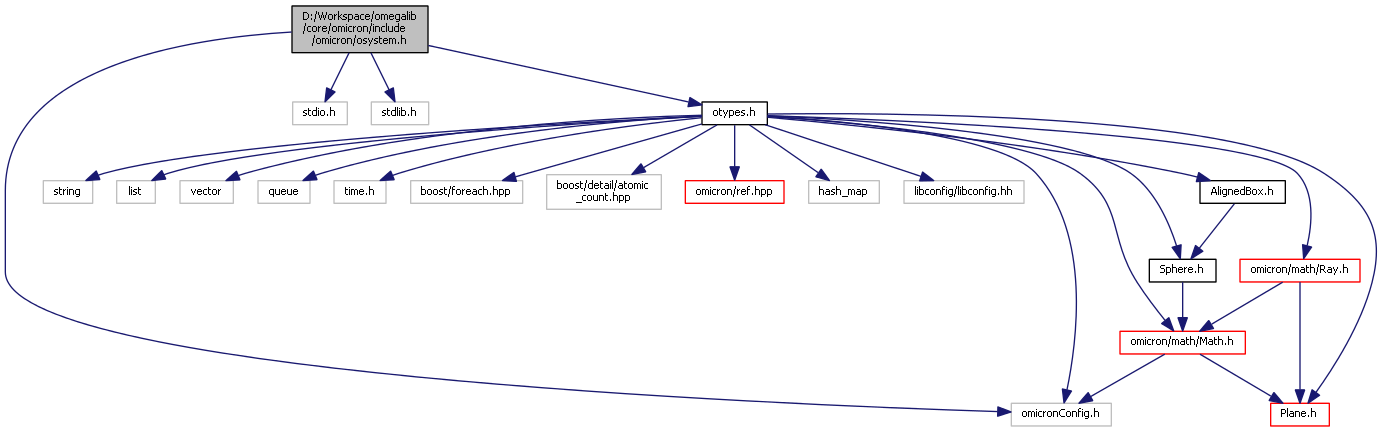 D:/Workspace/omegalib
/core/omicron/include
/omicron/osystem.h
stdio.h
stdlib.h
otypes.h
string
list
vector
queue
time.h
boost/foreach.hpp
boost/detail/atomic
_count.hpp
omicron/ref.hpp
hash_map
libconfig/libconfig.hh
AlignedBox.h
Sphere.h
omicron/math/Ray.h
omicron/math/Math.h
omicronConfig.h
Plane.h